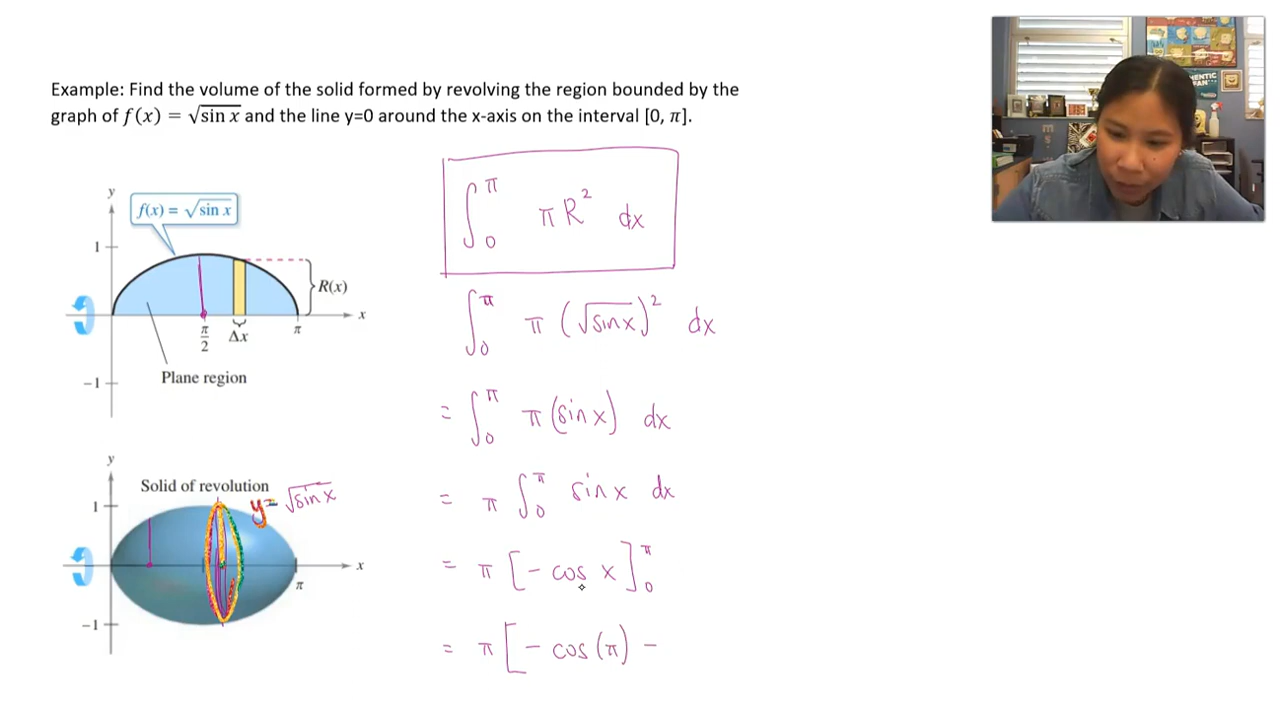 Example: Find the volume of the solid formed by revolving the region bounded by the
graph of f(x) = √sin x and the line y=0 around the x-axis on the interval [0, π].
y
f(x) = √sin x
1
R(x)
x
π/2
Δx
π
−1
Plane region
y
Solid of revolution
y = √sin x
1
x
π
−1
∫₀^π πR² dx
∫₀^π π(√sin x)² dx
= ∫₀^π π(sin x) dx
= π ∫₀^π sin x dx
= π [− cos x]₀^π
= π [− cos(π) −
HENTIC
FAN